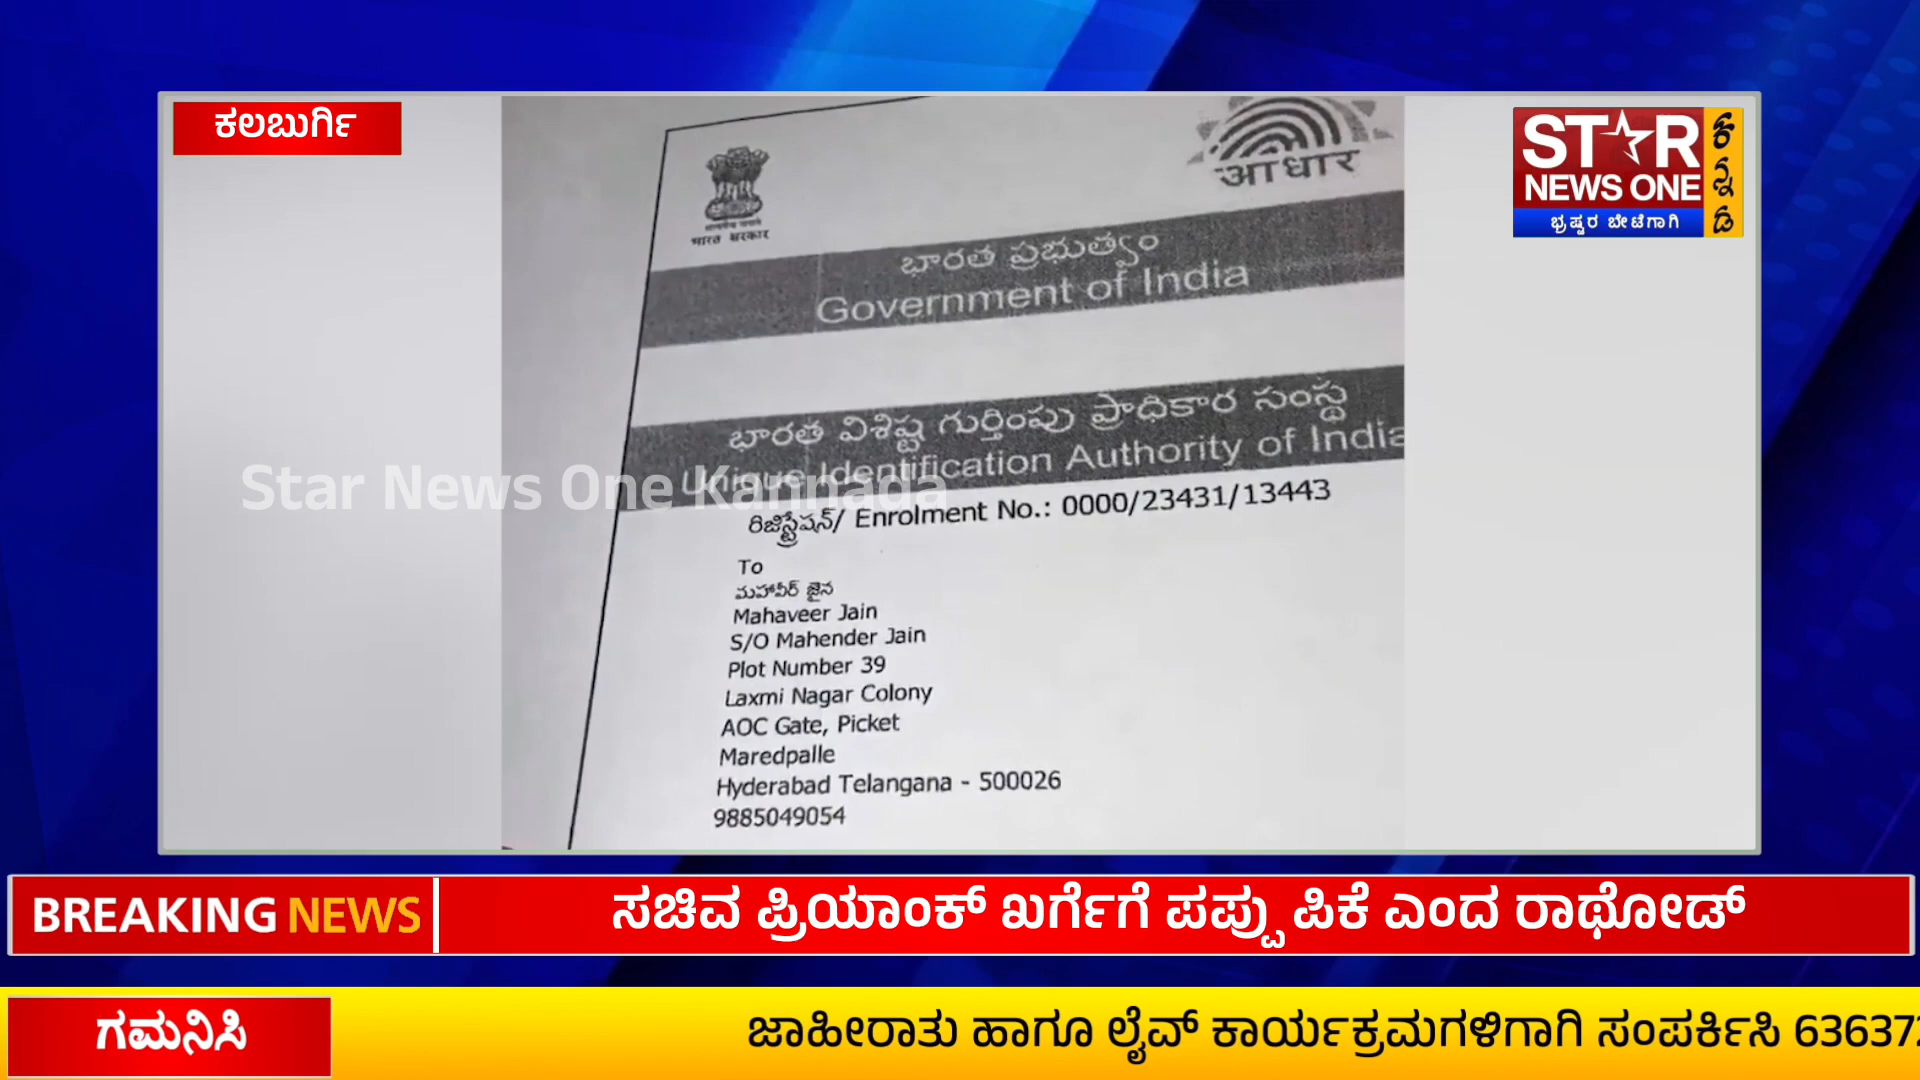 ಕಲಬುರ್ಗಿ
STAR
NEWS ONE
ಭ್ರಷ್ಟರ ಬೇಟೆಗಾಗಿ
ಕನ್ನಡ
आधार
भारत सरकार
భారత ప్రభుత్వం
Government of India
భారత విశిష్ట గుర్తింపు ప్రాధికార సంస్థ
Unique Identification Authority of India
Star News One Kannada
రిజిస్ట్రేషన్/ Enrolment No.: 0000/23431/13443
To
మహావీర్ జైన
Mahaveer Jain
S/O Mahender Jain
Plot Number 39
Laxmi Nagar Colony
AOC Gate, Picket
Maredpalle
Hyderabad Telangana - 500026
9885049054
BREAKING NEWS
ಸಚಿವ ಪ್ರಿಯಾಂಕ್ ಖರ್ಗೆಗೆ ಪಪ್ಪು ಪಿಕೆ ಎಂದ ರಾಥೋಡ್
ಗಮನಿಸಿ
ಜಾಹೀರಾತು ಹಾಗೂ ಲೈವ್ ಕಾರ್ಯಕ್ರಮಗಳಿಗಾಗಿ ಸಂಪರ್ಕಿಸಿ 63637